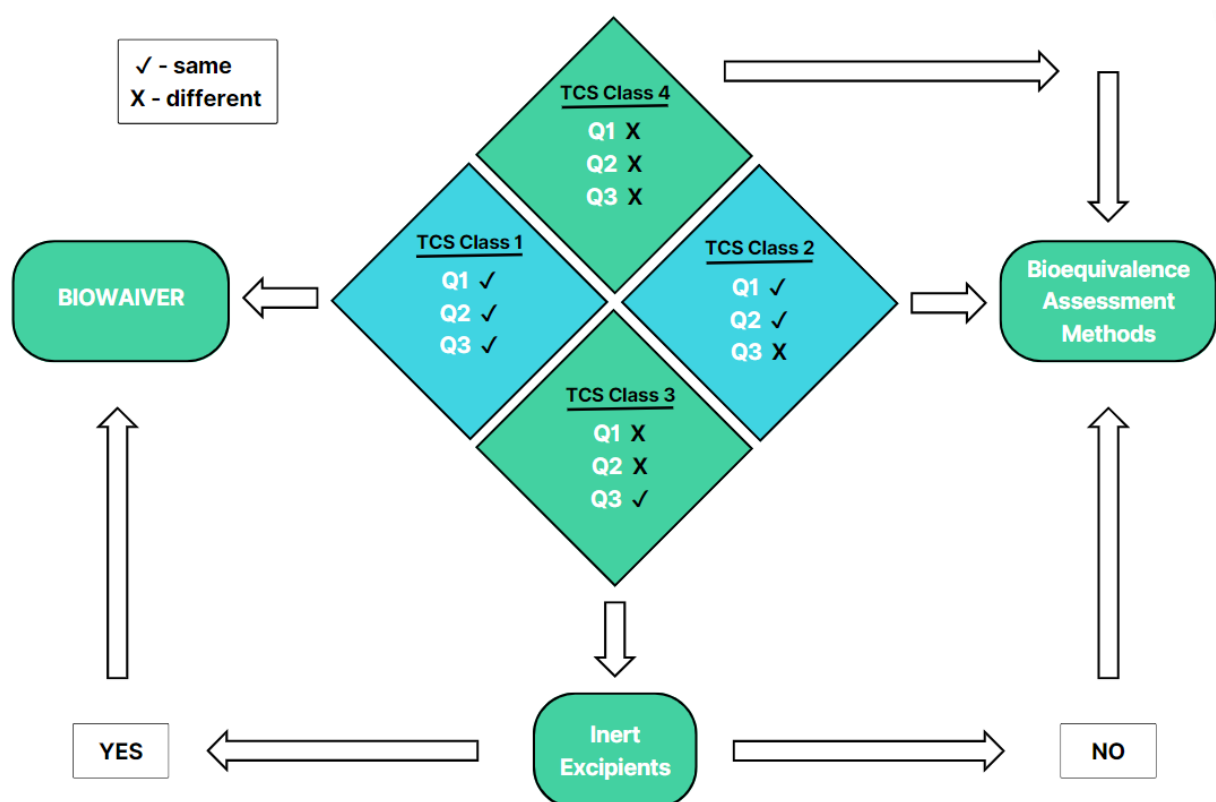 ✓ - same
X - different
TCS Class 4
Q1 X
Q2 X
Q3 X
TCS Class 1
Q1 ✓
Q2 ✓
Q3 ✓
TCS Class 2
Q1 ✓
Q2 ✓
Q3 X
BIOWAIVER
Bioequivalence
Assessment
Methods
TCS Class 3
Q1 X
Q2 X
Q3 ✓
YES
Inert
Excipients
NO